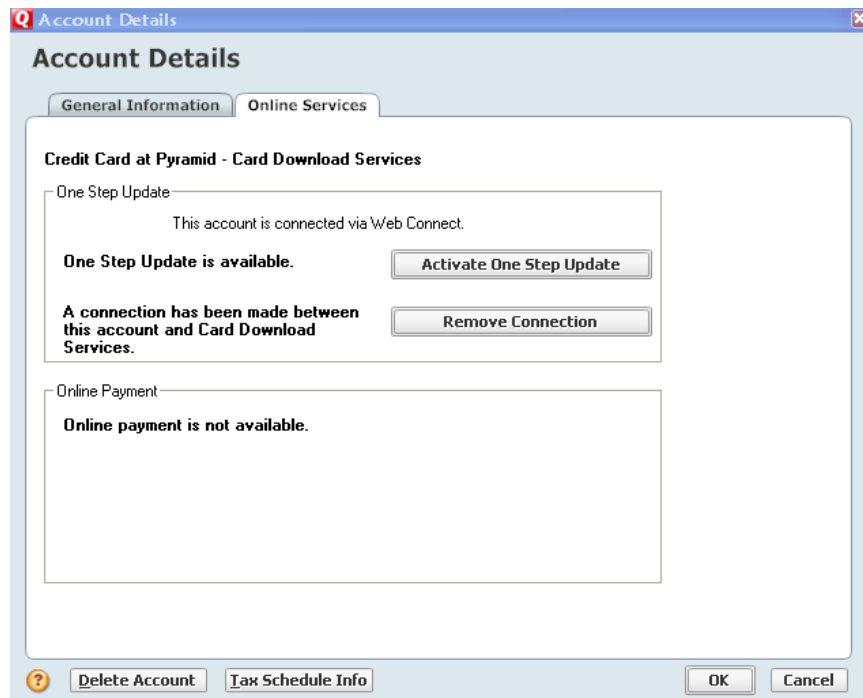 Q Account Details
Account Details
General Information Online Services
Credit Card at Pyramid - Card Download Services
One Step Update
This account is connected via Web Connect.
One Step Update is available. Activate One Step Update
A connection has been made between
this account and Card Download
Services.
Remove Connection
Online Payment
Online payment is not available.
? Delete Account Tax Schedule Info OK Cancel